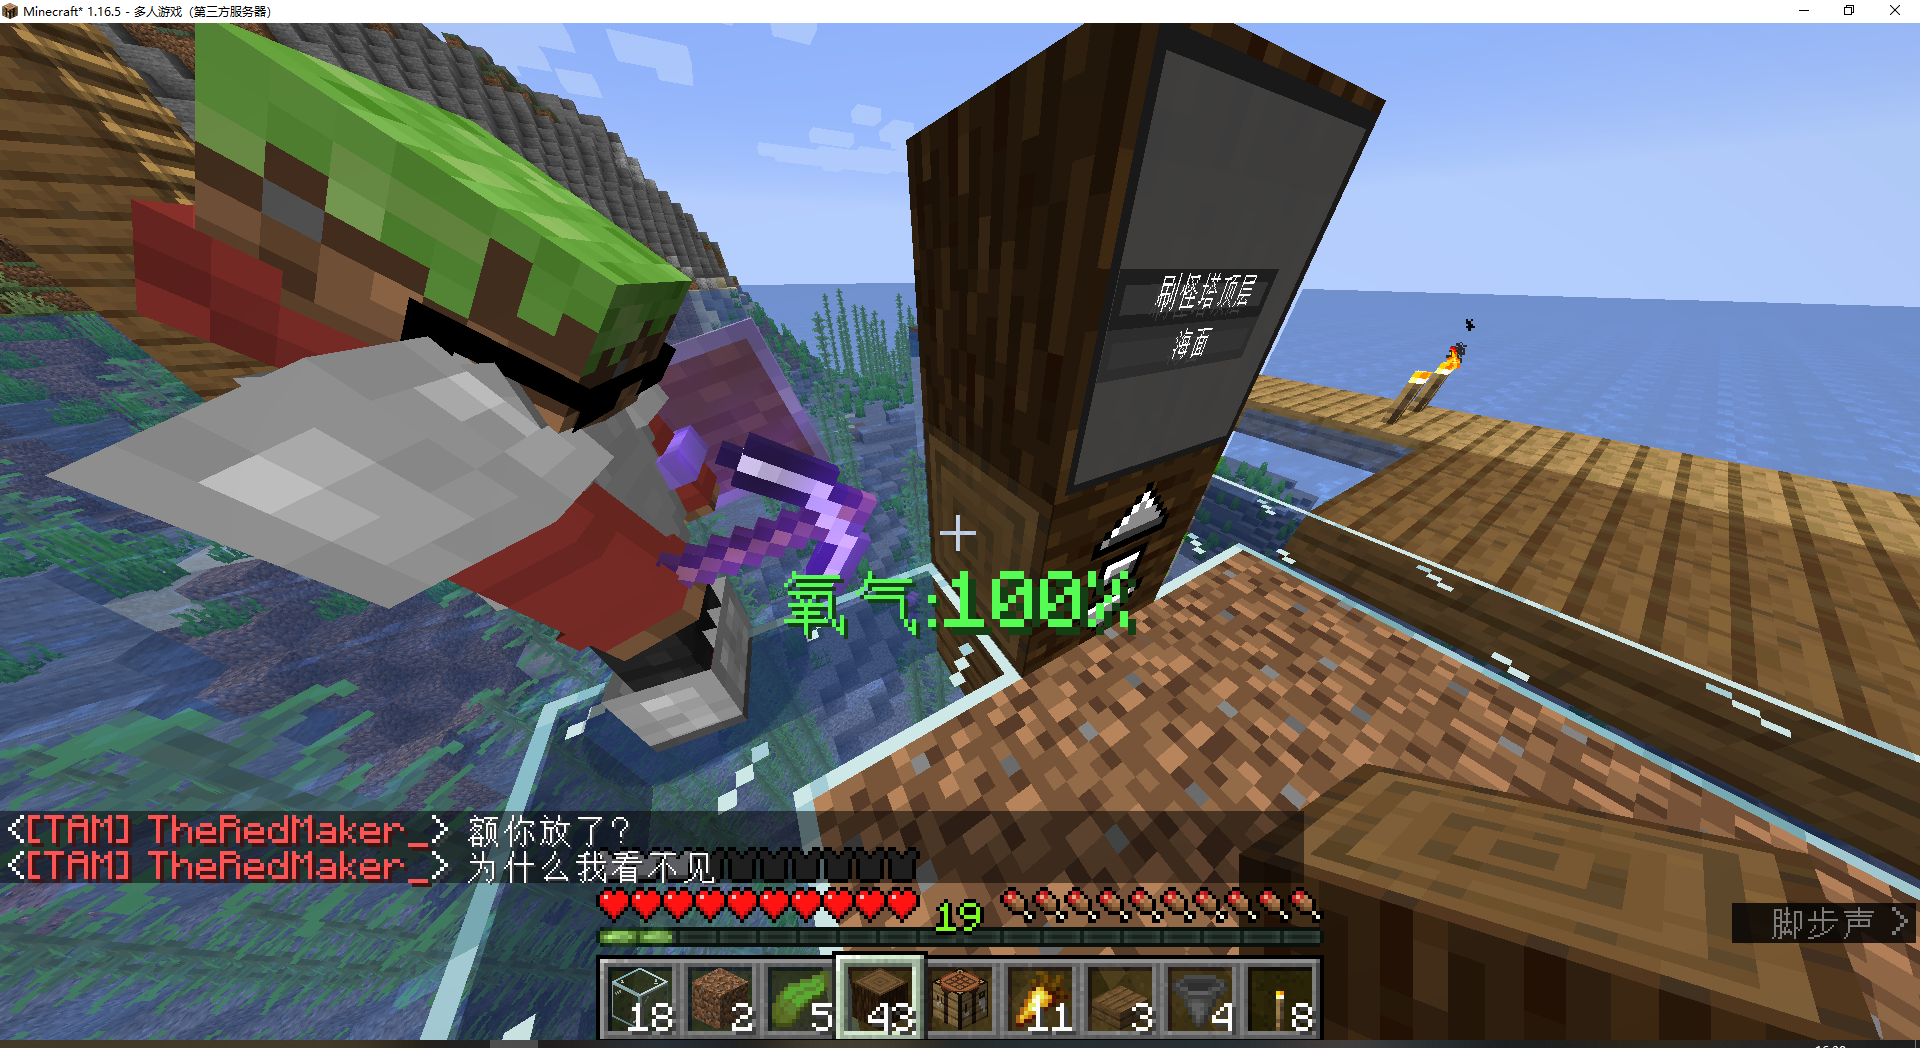 Minecraft* 1.16.5 - 多人游戏（第三方服务器）
刷怪塔顶层
海面
氧气:100%
<[TAM] TheRedMaker_> 额你放了?
<[TAM] TheRedMaker_> 为什么我看不见
19
脚步声 >
18 2 5 43 11 3 4 8